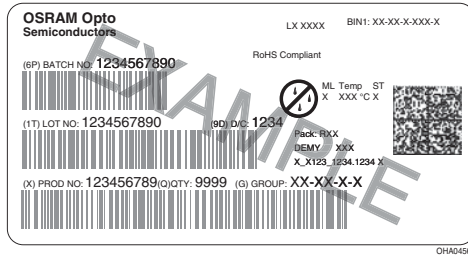 OSRAM Opto
Semiconductors
LX XXXX
BIN1: XX-XX-X-XXX-X
RoHS Compliant
(6P) BATCH NO: 1234567890
ML Temp ST
X XXX °C X
(1T) LOT NO: 1234567890
(9D) D/C: 1234
Pack: RXX
DEMY XXX
X_X123_1234.1234 X
(X) PROD NO: 123456789(Q)QTY: 9999 (G) GROUP: XX-XX-X-X
EXAMPLE